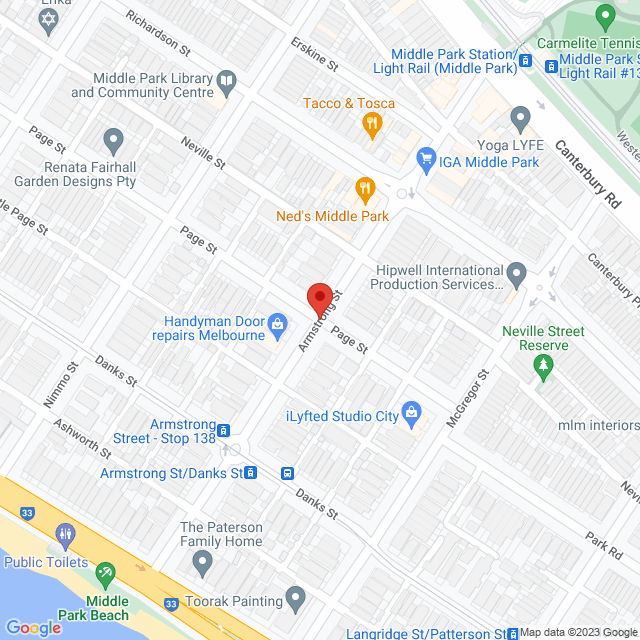 Erika
Richardson St
Erskine St
Carmelite Tennis
Middle Park Station/
Light Rail (Middle Park)
Middle Park S
Light Rail #13
Middle Park Library
and Community Centre
Tacco & Tosca
Yoga LYFE
Canterbury Rd
Weste
Page St
Neville St
IGA Middle Park
Renata Fairhall
Garden Designs Pty
Ned's Middle Park
tle Page St
Page St
Hipwell International
Production Services...
Canterbury Pl
Armstrong St
Handyman Door
repairs Melbourne
Page St
Neville Street
Reserve
Danks St
Nimmo St
McGregor St
iLyfted Studio City
Armstrong
Street - Stop 138
mlm interiors
Ashworth St
Armstrong St/Danks St
Danks St
Nevi
33
Park Rd
The Paterson
Family Home
Public Toilets
Middle
Park Beach
33
Toorak Painting
Google
Langridge St/Patterson St
Map data ©2023 Google